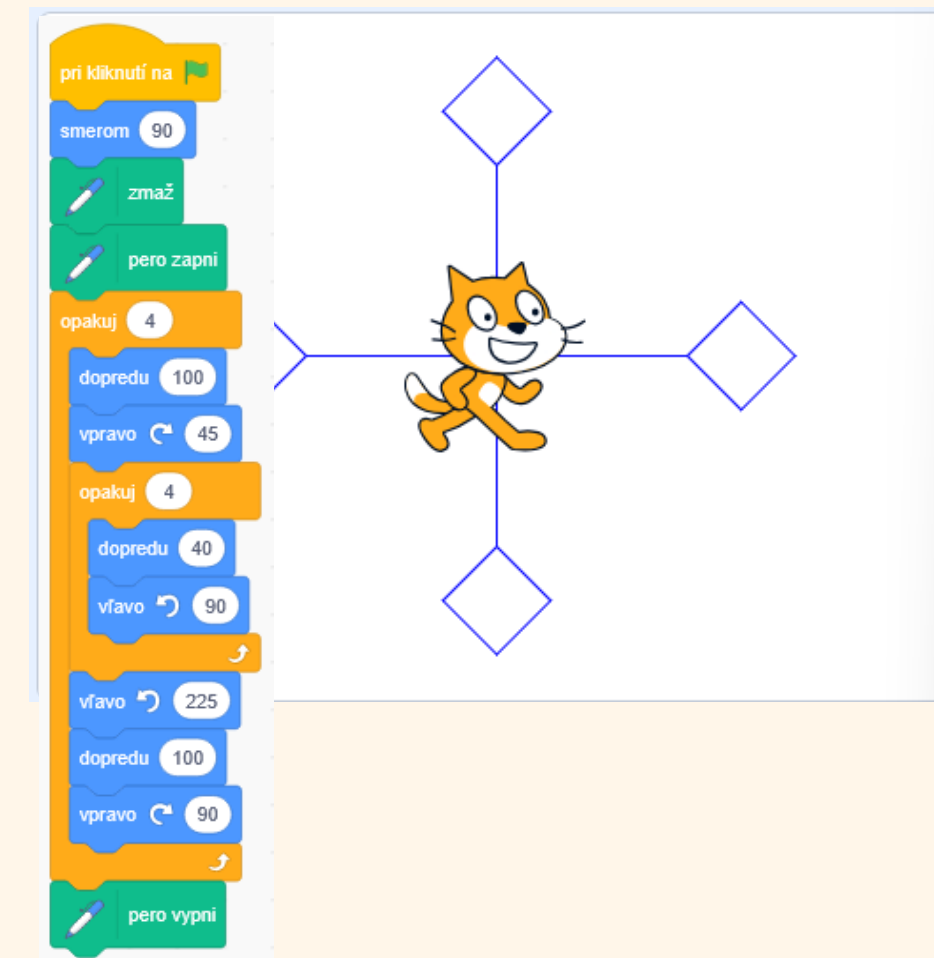 pri kliknutí na
smerom 90
zmaž
pero zapni
opakuj 4
dopredu 100
vpravo 45
opakuj 4
dopredu 40
vľavo 90
vľavo 225
dopredu 100
vpravo 90
pero vypni